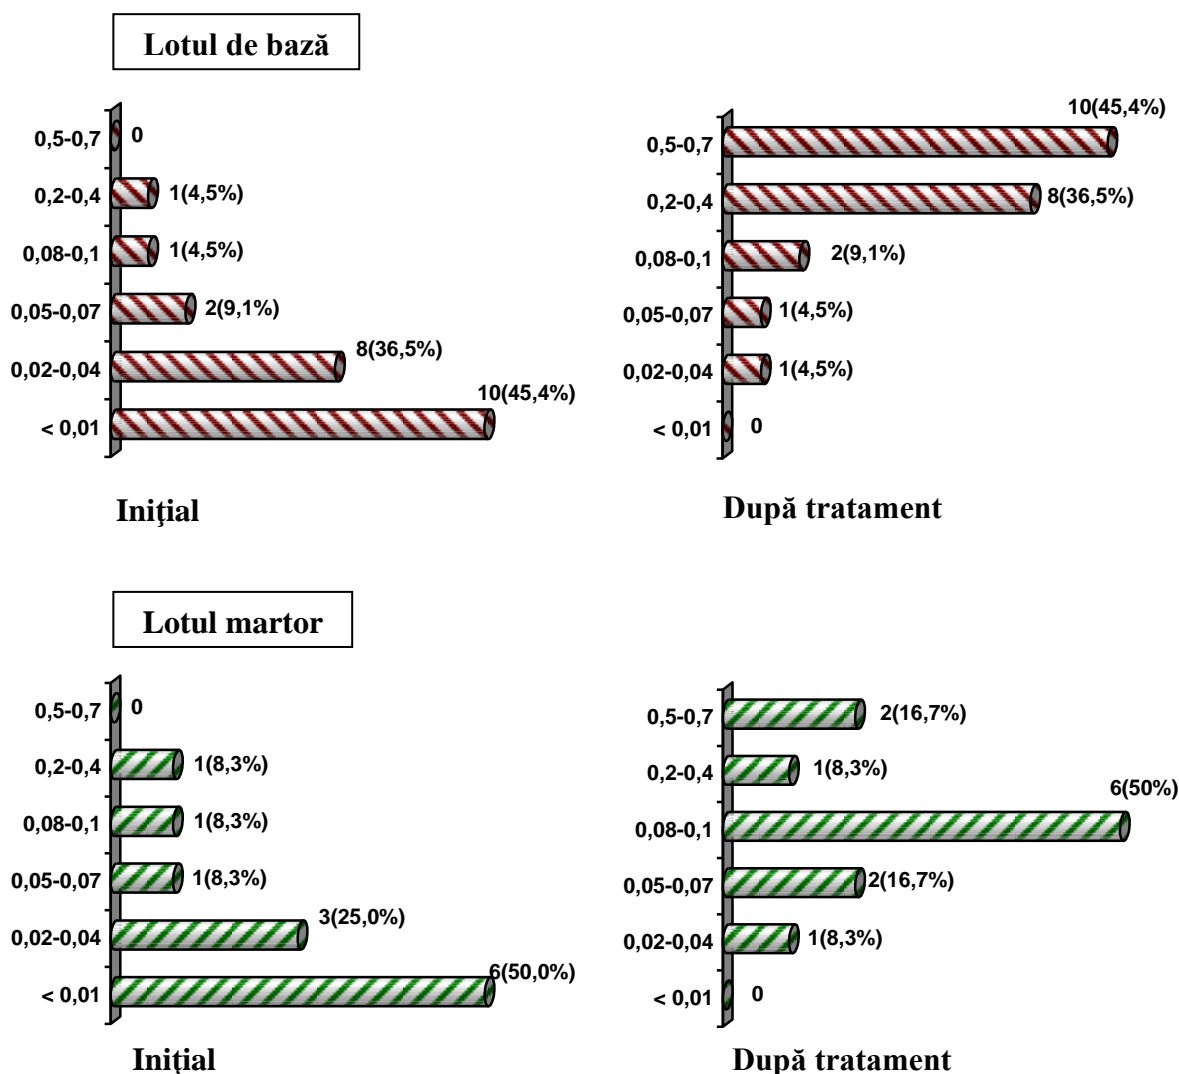 Lotul de bază
0,5-0,7 0
0,2-0,4 1(4,5%)
0,08-0,1 1(4,5%)
0,05-0,07 2(9,1%)
0,02-0,04 8(36,5%)
< 0,01 10(45,4%)
Iniţial
0,5-0,7 10(45,4%)
0,2-0,4 8(36,5%)
0,08-0,1 2(9,1%)
0,05-0,07 1(4,5%)
0,02-0,04 1(4,5%)
< 0,01 0
După tratament
Lotul martor
0,5-0,7 0
0,2-0,4 1(8,3%)
0,08-0,1 1(8,3%)
0,05-0,07 1(8,3%)
0,02-0,04 3(25,0%)
< 0,01 6(50,0%)
Iniţial
0,5-0,7 2(16,7%)
0,2-0,4 1(8,3%)
0,08-0,1 6(50%)
0,05-0,07 2(16,7%)
0,02-0,04 1(8,3%)
< 0,01 0
După tratament